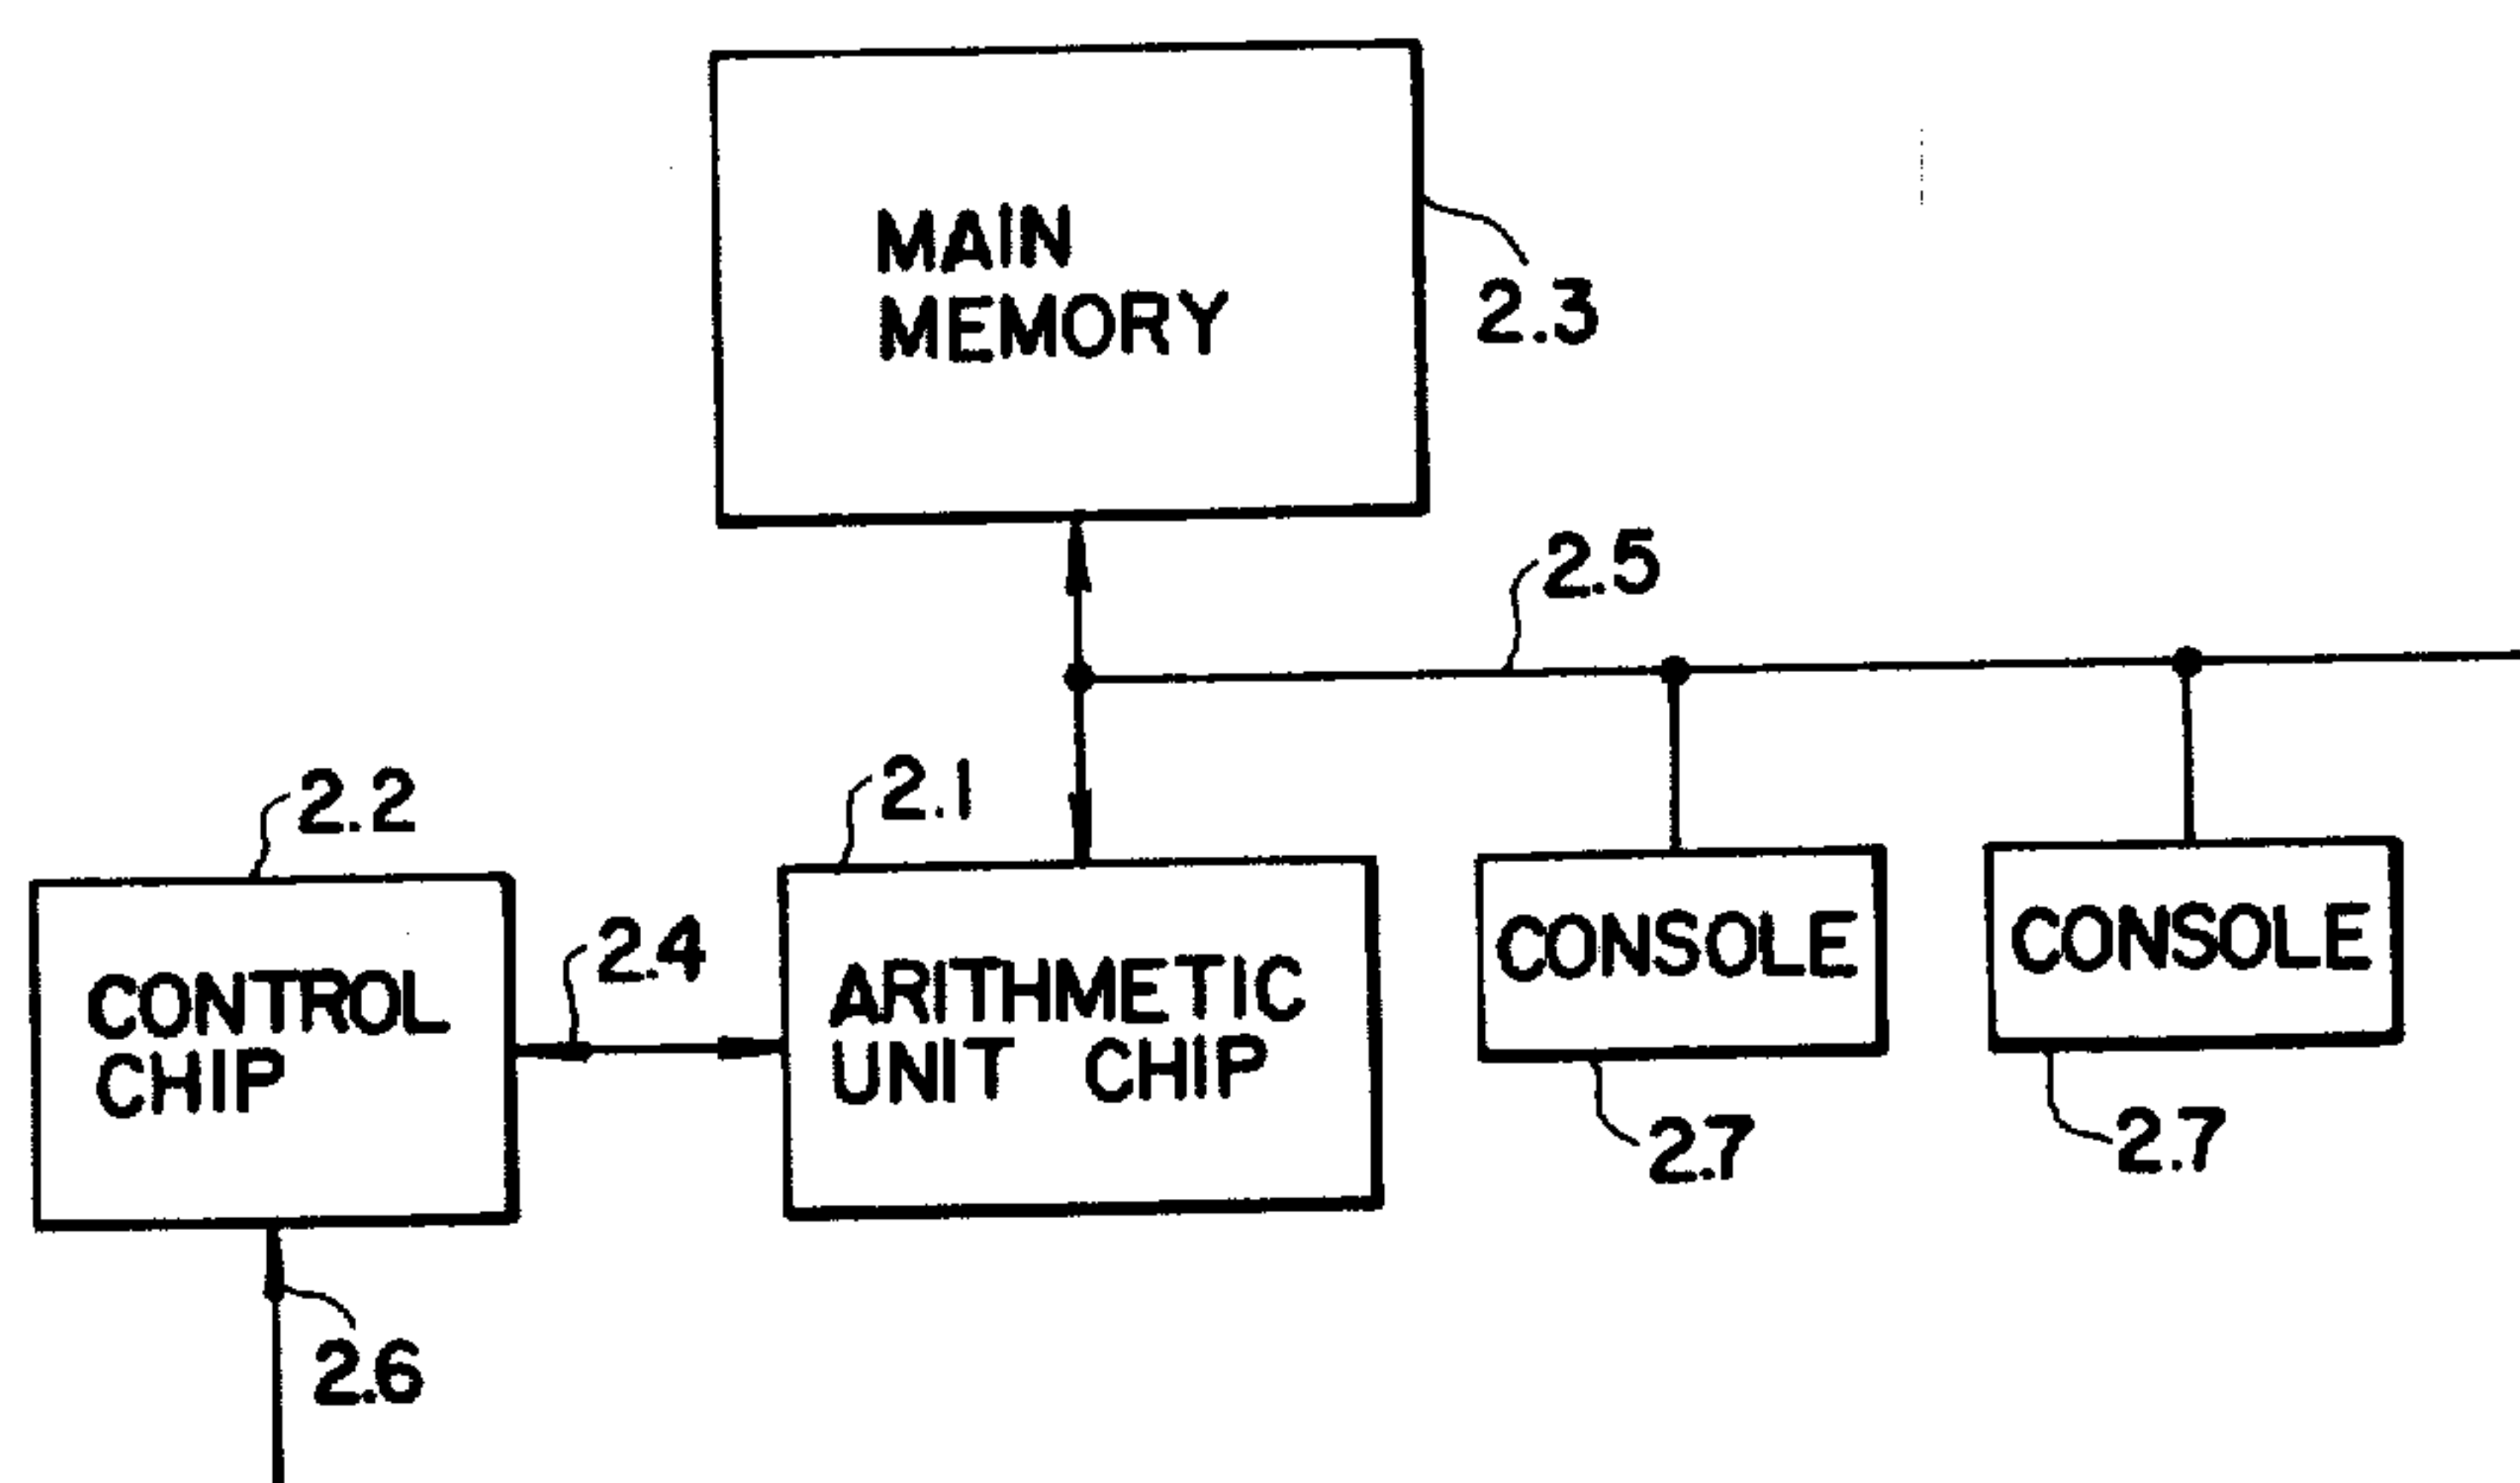 MAIN
MEMORY
2.3
2.5
2.2
2.1
2.4
CONTROL
CHIP
ARITHMETIC
UNIT CHIP
CONSOLE
CONSOLE
2.7
2.7
2.6